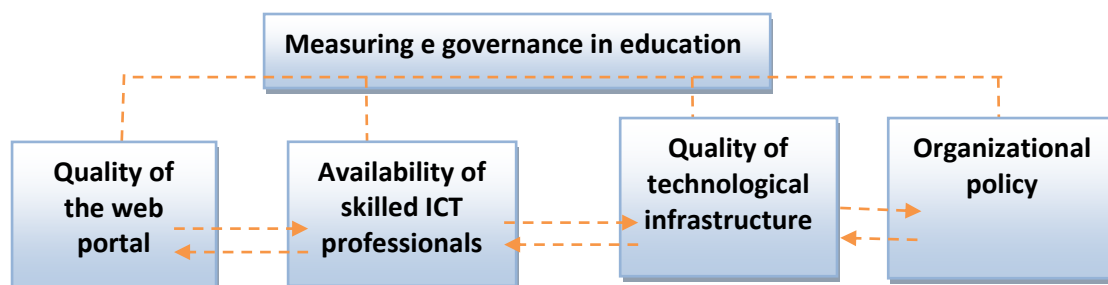 Measuring e governance in education
Quality of
the web
portal
Availability of
skilled ICT
professionals
Quality of
technological
infrastructure
Organizational
policy